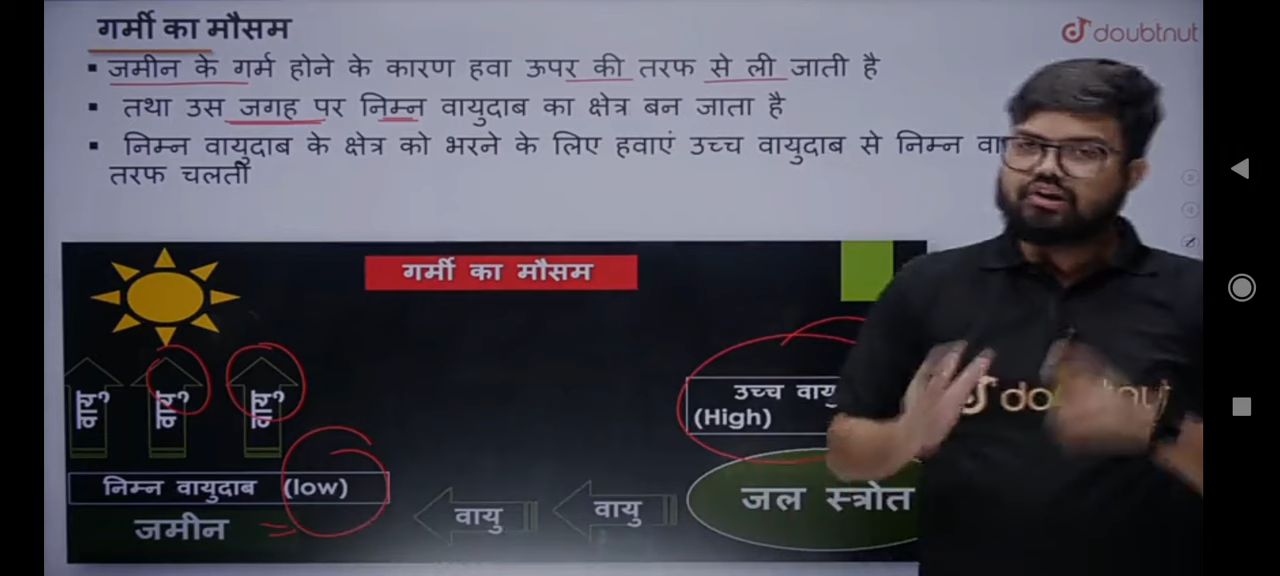 गर्मी का मौसम
doubtnut
▪ जमीन के गर्म होने के कारण हवा ऊपर की तरफ से ली जाती है
▪ तथा उस जगह पर निम्न वायुदाब का क्षेत्र बन जाता है
▪ निम्न वायुदाब के क्षेत्र को भरने के लिए हवाएं उच्च वायुदाब से निम्न
तरफ चलती
गर्मी का मौसम
वायु वायु वायु
उच्च
(High)
निम्न वायुदाब (low)
जमीन
वायु वायु
जल स्त्रोत